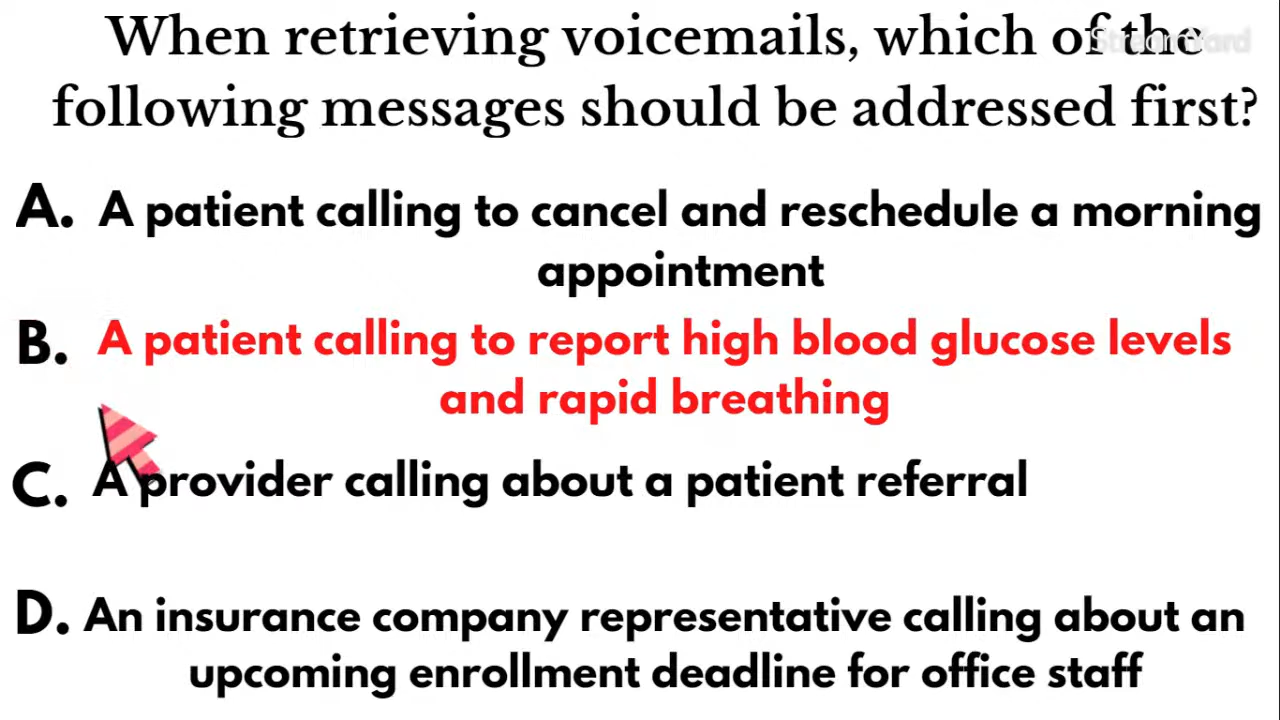 When retrieving voicemails, which of the
StreamYard
following messages should be addressed first?
A. A patient calling to cancel and reschedule a morning
appointment
B. A patient calling to report high blood glucose levels
and rapid breathing
C. A provider calling about a patient referral
D. An insurance company representative calling about an
upcoming enrollment deadline for office staff